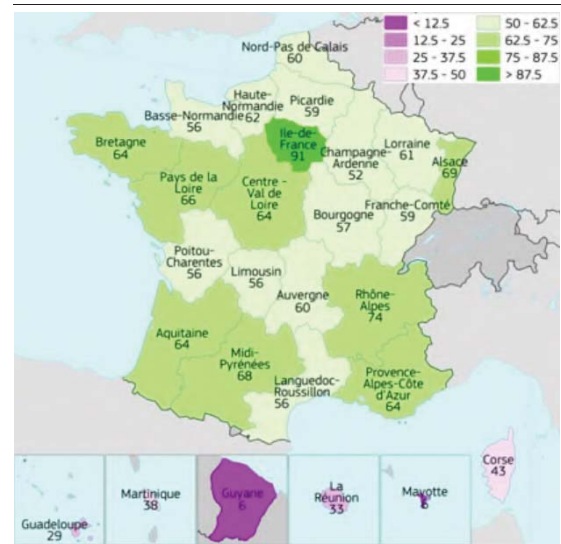 < 12.5
12.5 - 25
25 - 37.5
37.5 - 50
50 - 62.5
62.5 - 75
75 - 87.5
> 87.5
Nord-Pas de Calais
60
Haute-
Normandie
62
Picardie
59
Basse-Normandie
56
Ile-de-
France
91
Champagne-
Ardenne
52
Lorraine
61
Alsace
69
Bretagne
64
Pays de la
Loire
66
Centre -
Val de
Loire
64
Bourgogne
57
Franche-Comté
59
Poitou-
Charentes
56
Limousin
56
Auvergne
60
Rhône-
Alpes
74
Aquitaine
64
Midi-
Pyrénées
68
Languedoc-
Roussillon
56
Provence-
Alpes-Côte
d'Azur
64
Corse
43
Guadeloupe
29
Martinique
38
Guyane
6
La
Réunion
33
Mayotte
6